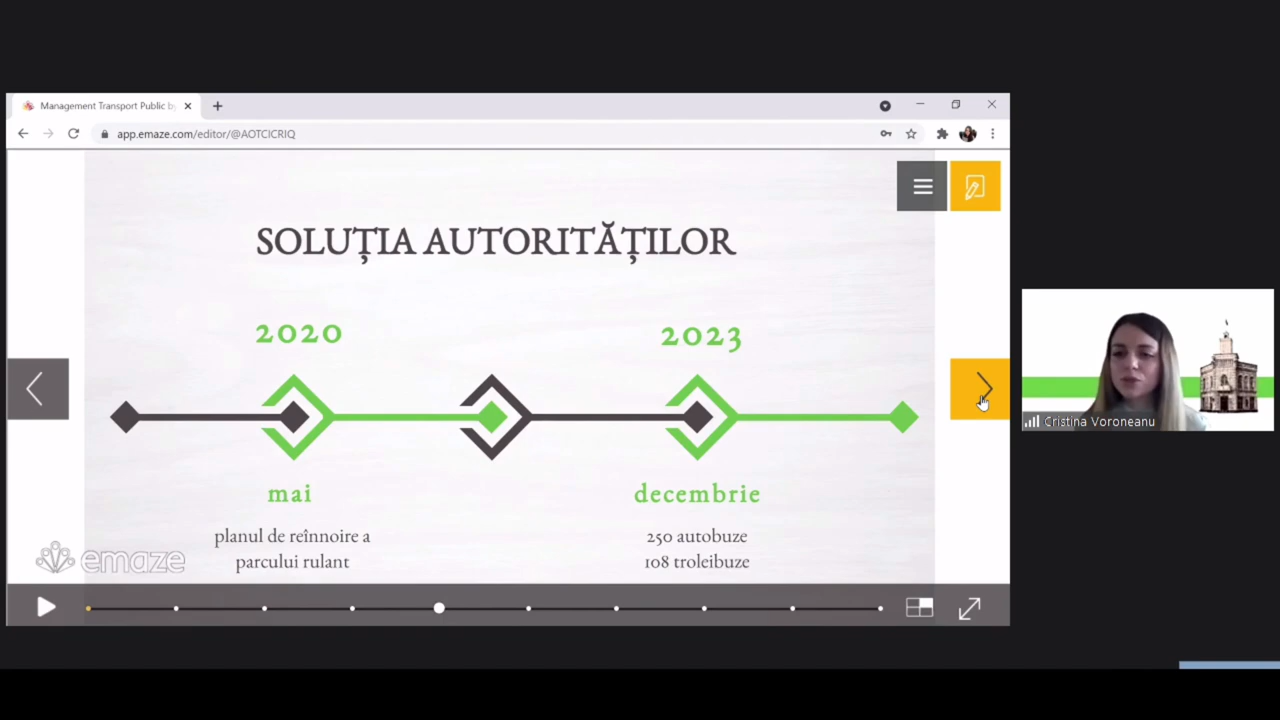 Management Transport Public by
app.emaze.com/editor/@AOTCICRIQ
SOLUȚIA AUTORITĂȚILOR
2020
2023
mai
decembrie
planul de reînnoire a
parcului rulant
250 autobuze
108 troleibuze
emaze
Cristina Voroneanu